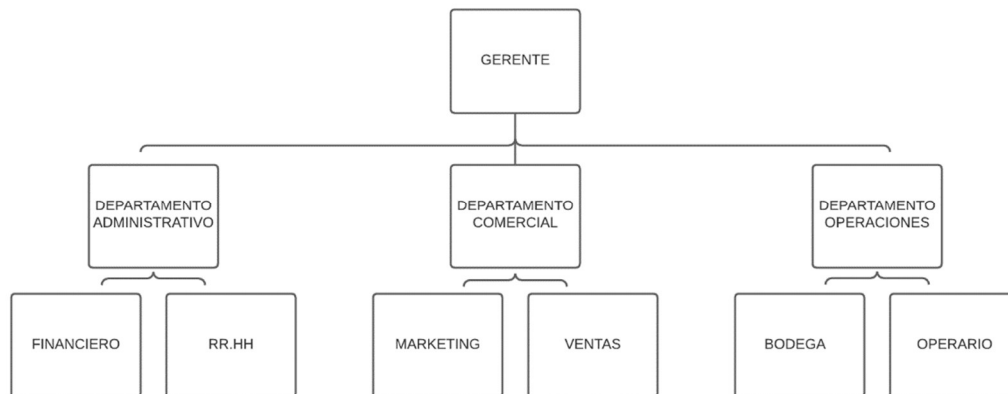 GERENTE
DEPARTAMENTO
ADMINISTRATIVO
DEPARTAMENTO
COMERCIAL
DEPARTAMENTO
OPERACIONES
FINANCIERO
RR.HH
MARKETING
VENTAS
BODEGA
OPERARIO